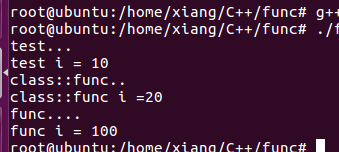 root@ubuntu:/home/xiang/C++/func# g++
root@ubuntu:/home/xiang/C++/func# ./f
test...
test i = 10
class::func..
class::func i =20
func....
func i = 100
root@ubuntu:/home/xiang/C++/func#